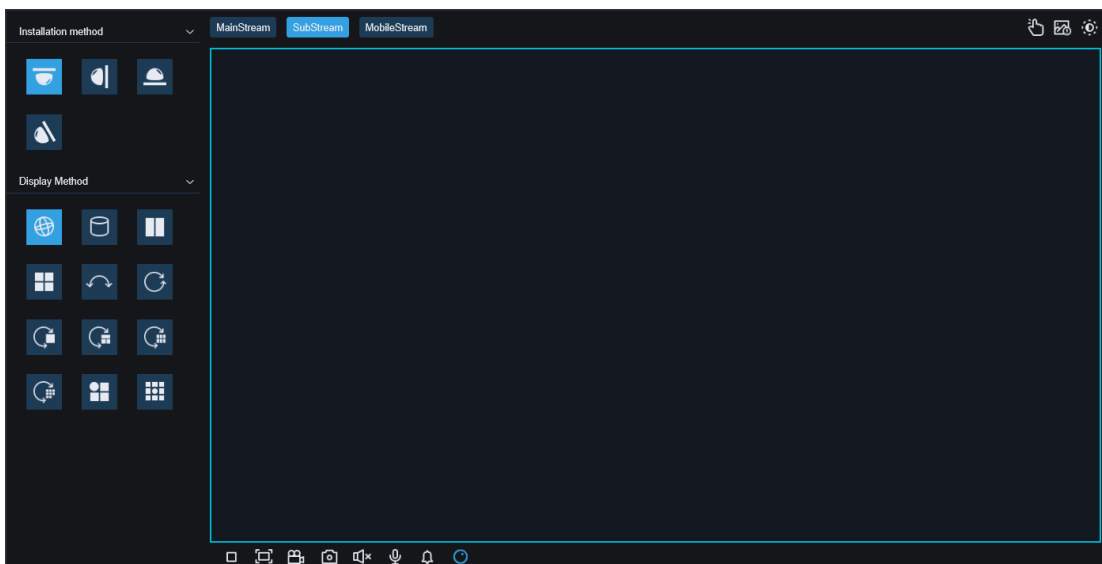 Installation method
MainStream
SubStream
MobileStream
Display Method